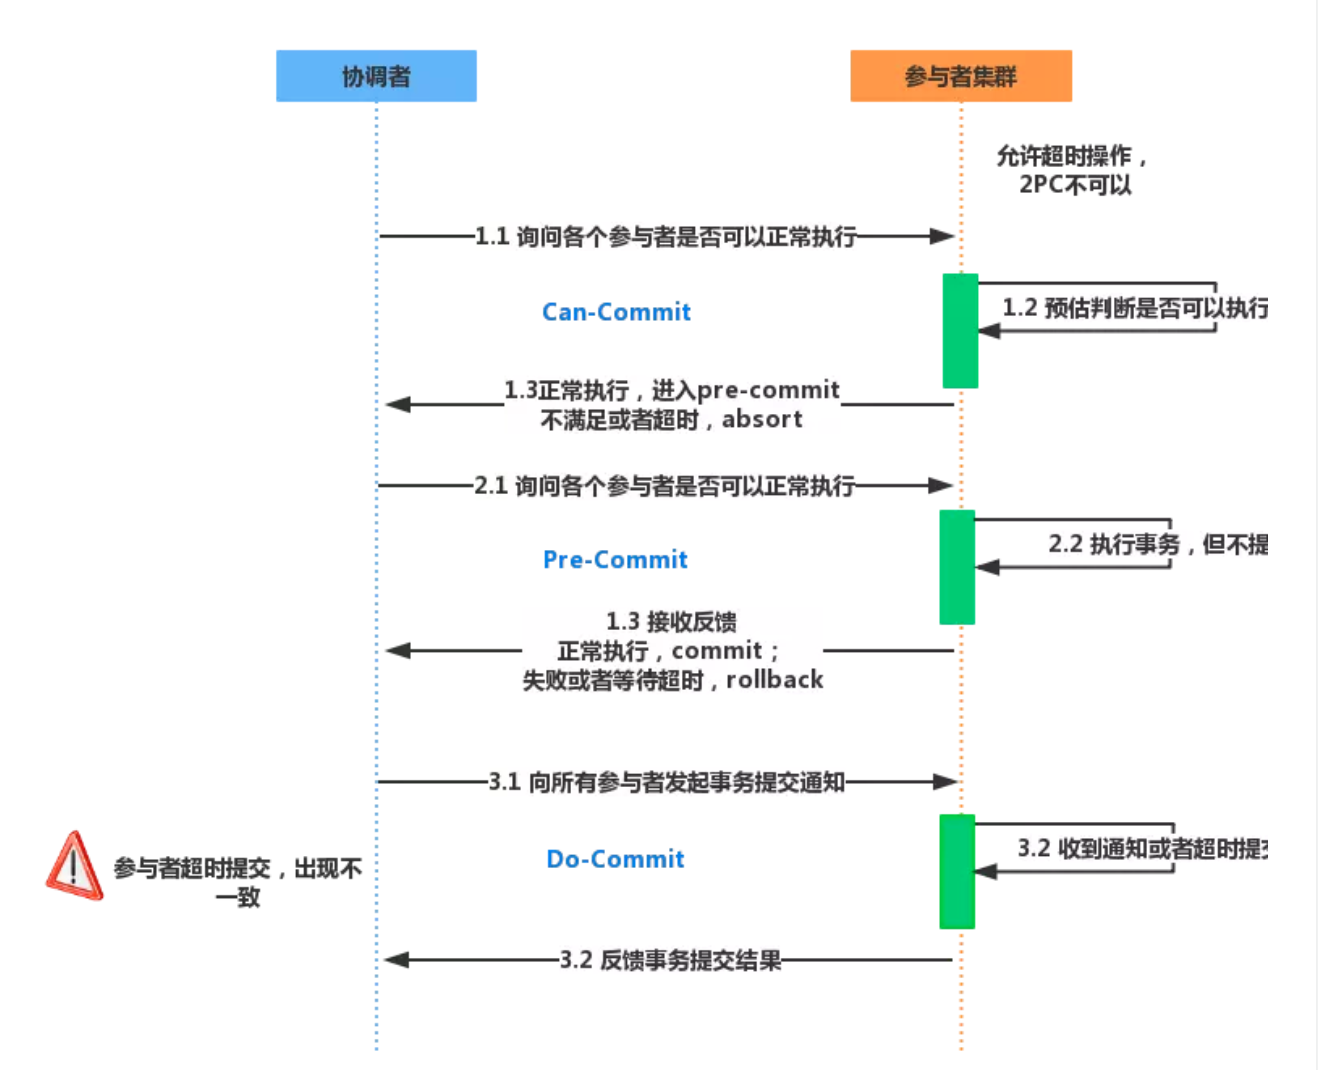 协调者
参与者集群
允许超时操作，
2PC不可以
1.1 询问各个参与者是否可以正常执行
Can-Commit
1.2 预估判断是否可以执行
1.3正常执行，进入pre-commit
不满足或者超时，absort
2.1 询问各个参与者是否可以正常执行
Pre-Commit
2.2 执行事务，但不提
1.3 接收反馈
正常执行，commit；
失败或者等待超时，rollback
3.1 向所有参与者发起事务提交通知
Do-Commit
3.2 收到通知或者超时提交
参与者超时提交，出现不
一致
3.2 反馈事务提交结果